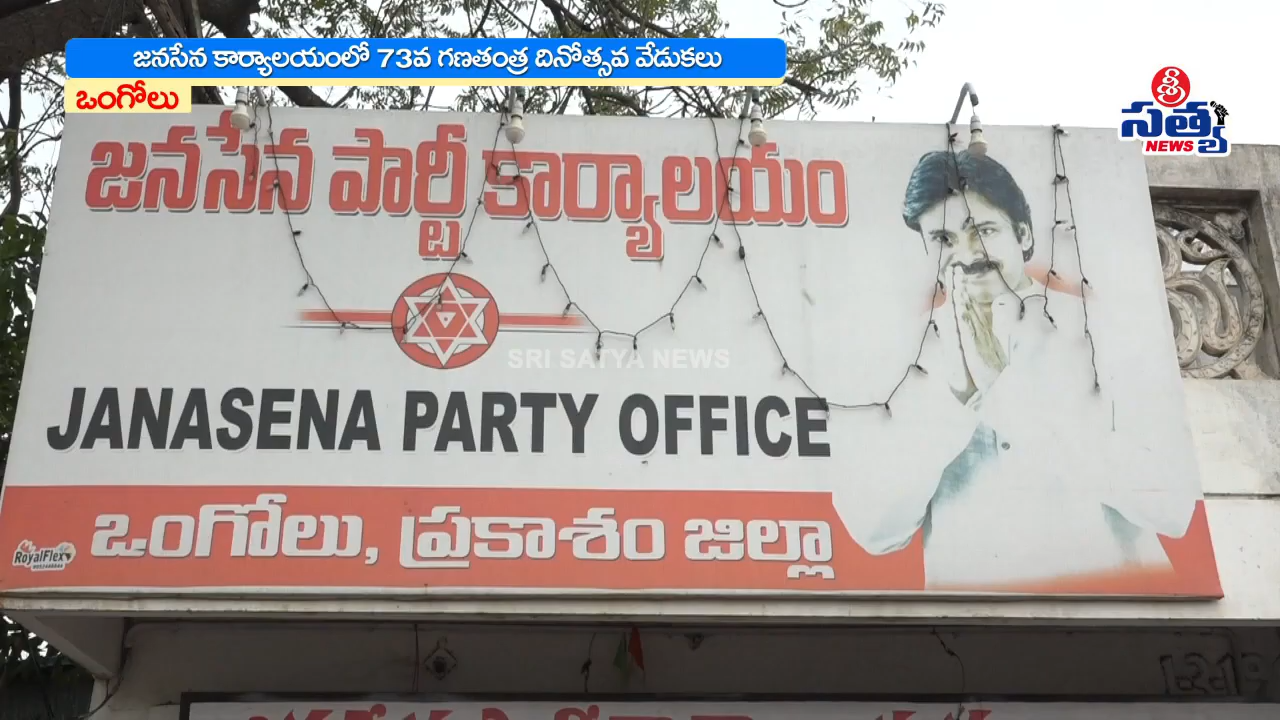 జనసేన కార్యాలయంలో 73వ గణతంత్ర దినోత్సవ వేడుకలు
ఒంగోలు
శ్రీ
సత్య
NEWS
జనసేన పార్టీ కార్యాలయం
SRI SATYA NEWS
JANASENA PARTY OFFICE
ఒంగోలు, ప్రకాశం జిల్లా
RoyalFlex